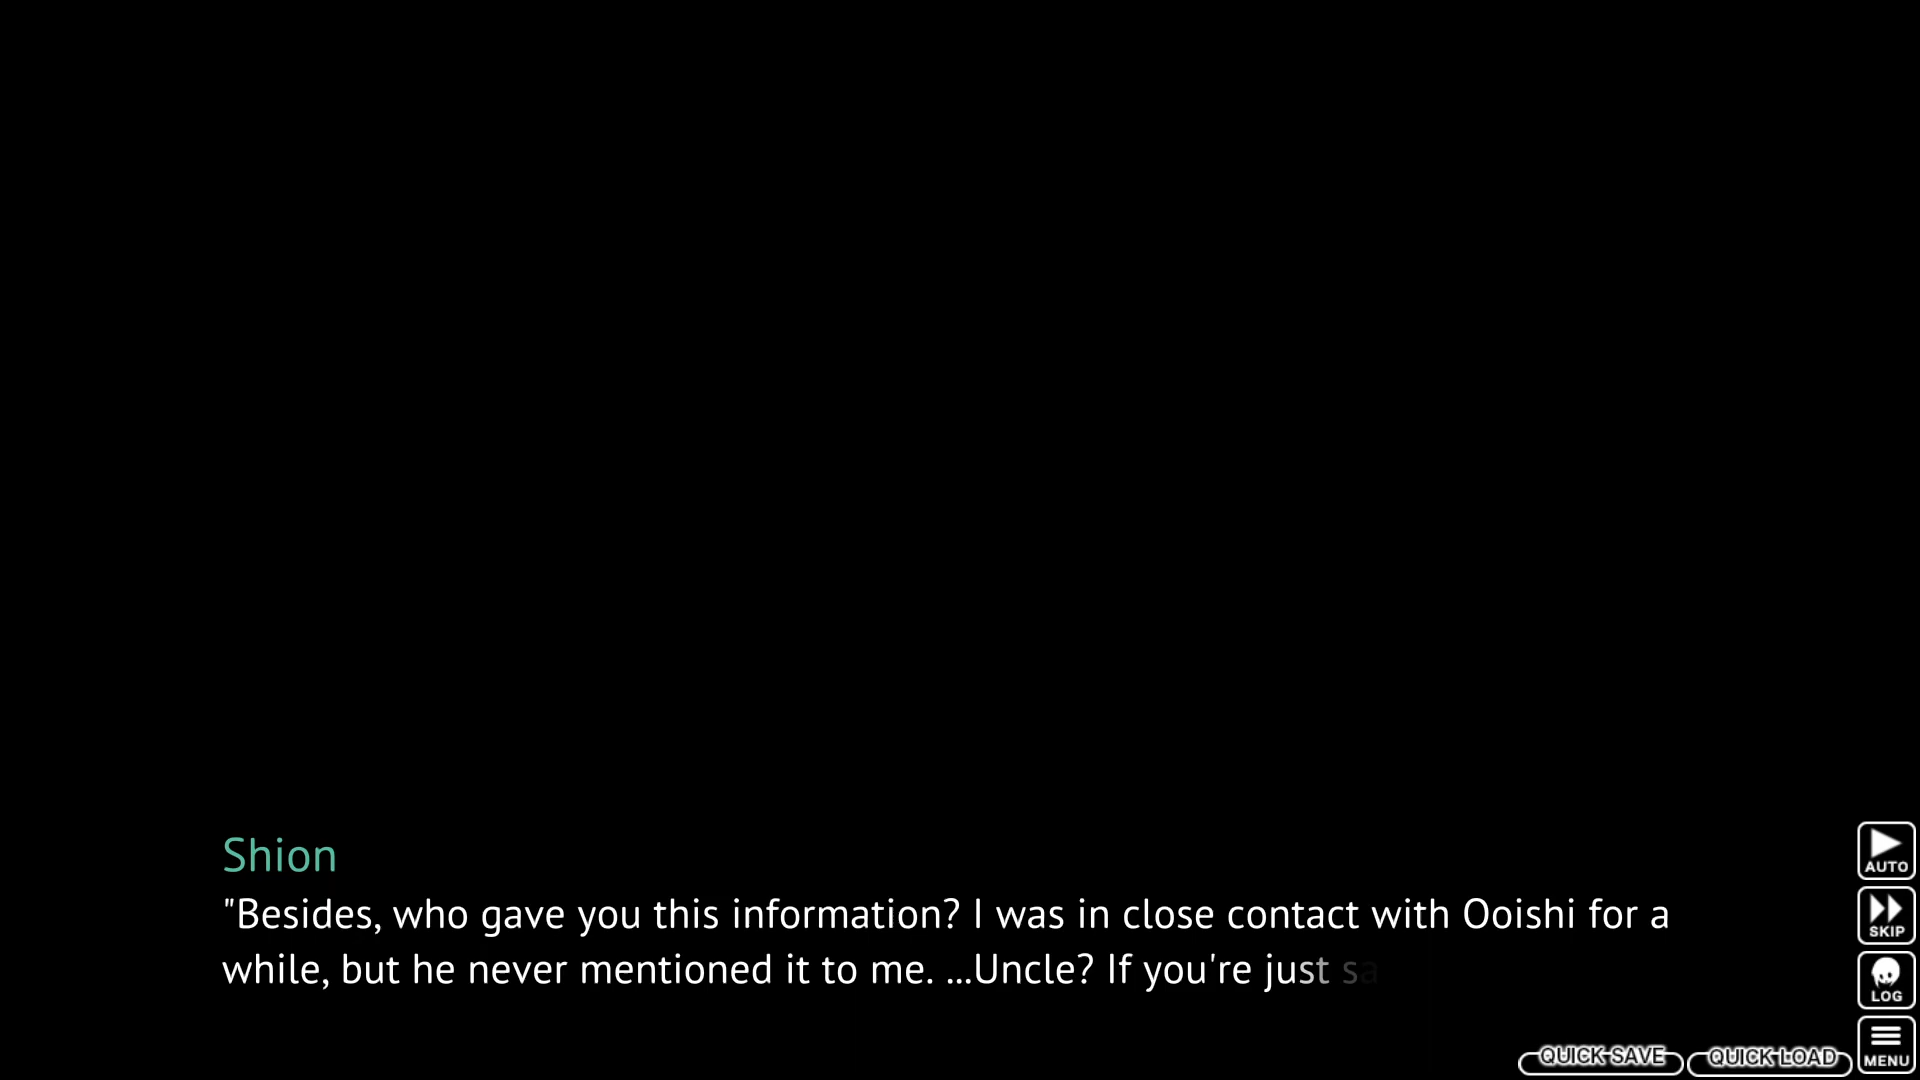 Shion
"Besides, who gave you this information? I was in close contact with Ooishi for a
while, but he never mentioned it to me. ...Uncle? If you're just sa
AUTO
SKIP
LOG
MENU
QUICK SAVE
QUICK LOAD